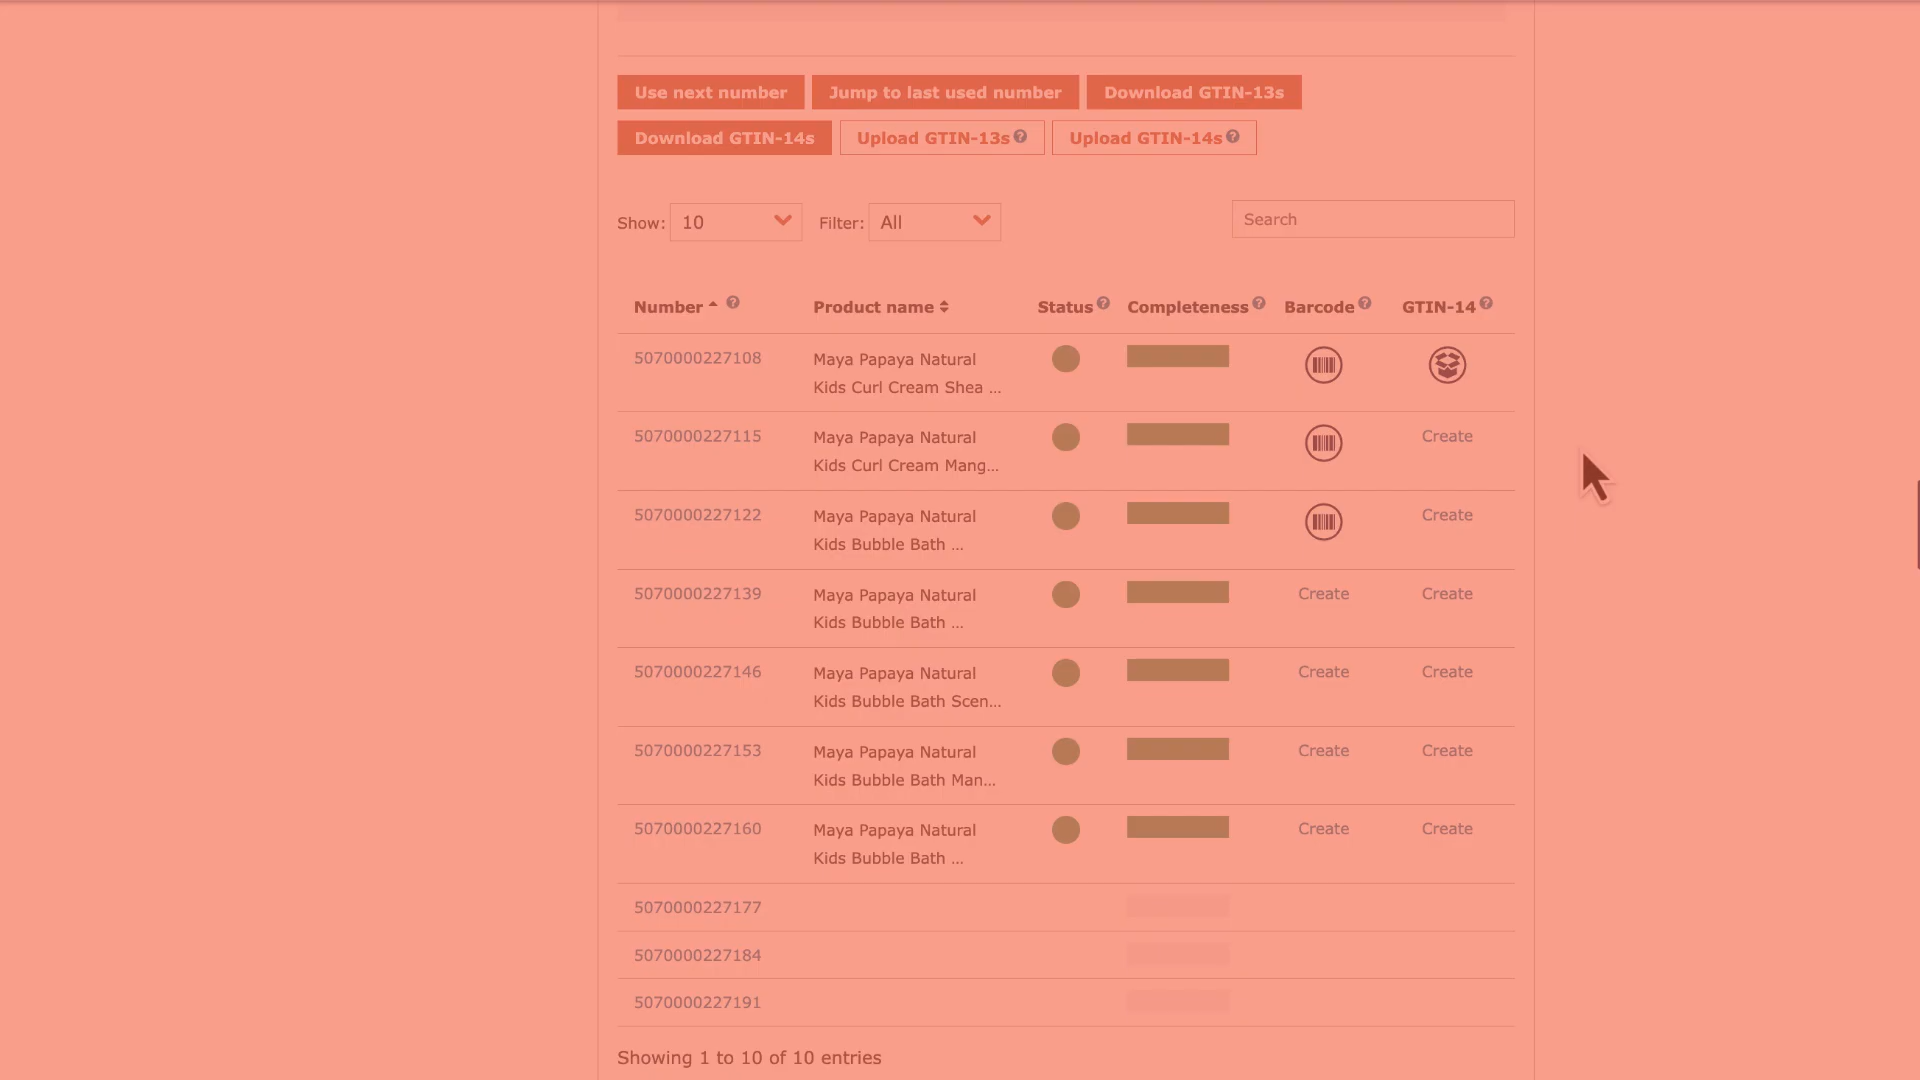 Use next number Jump to last used number Download GTIN-13s
Download GTIN-14s Upload GTIN-13s Upload GTIN-14s
Show: 10 Filter: All Search
Number Product name Status Completeness Barcode GTIN-14
5070000227108 Maya Papaya Natural
Kids Curl Cream Shea ...
5070000227115 Maya Papaya Natural Create
Kids Curl Cream Mang...
5070000227122 Maya Papaya Natural Create
Kids Bubble Bath ...
5070000227139 Maya Papaya Natural Create Create
Kids Bubble Bath ...
5070000227146 Maya Papaya Natural Create Create
Kids Bubble Bath Scen...
5070000227153 Maya Papaya Natural Create Create
Kids Bubble Bath Man...
5070000227160 Maya Papaya Natural Create Create
Kids Bubble Bath ...
5070000227177
5070000227184
5070000227191
Showing 1 to 10 of 10 entries